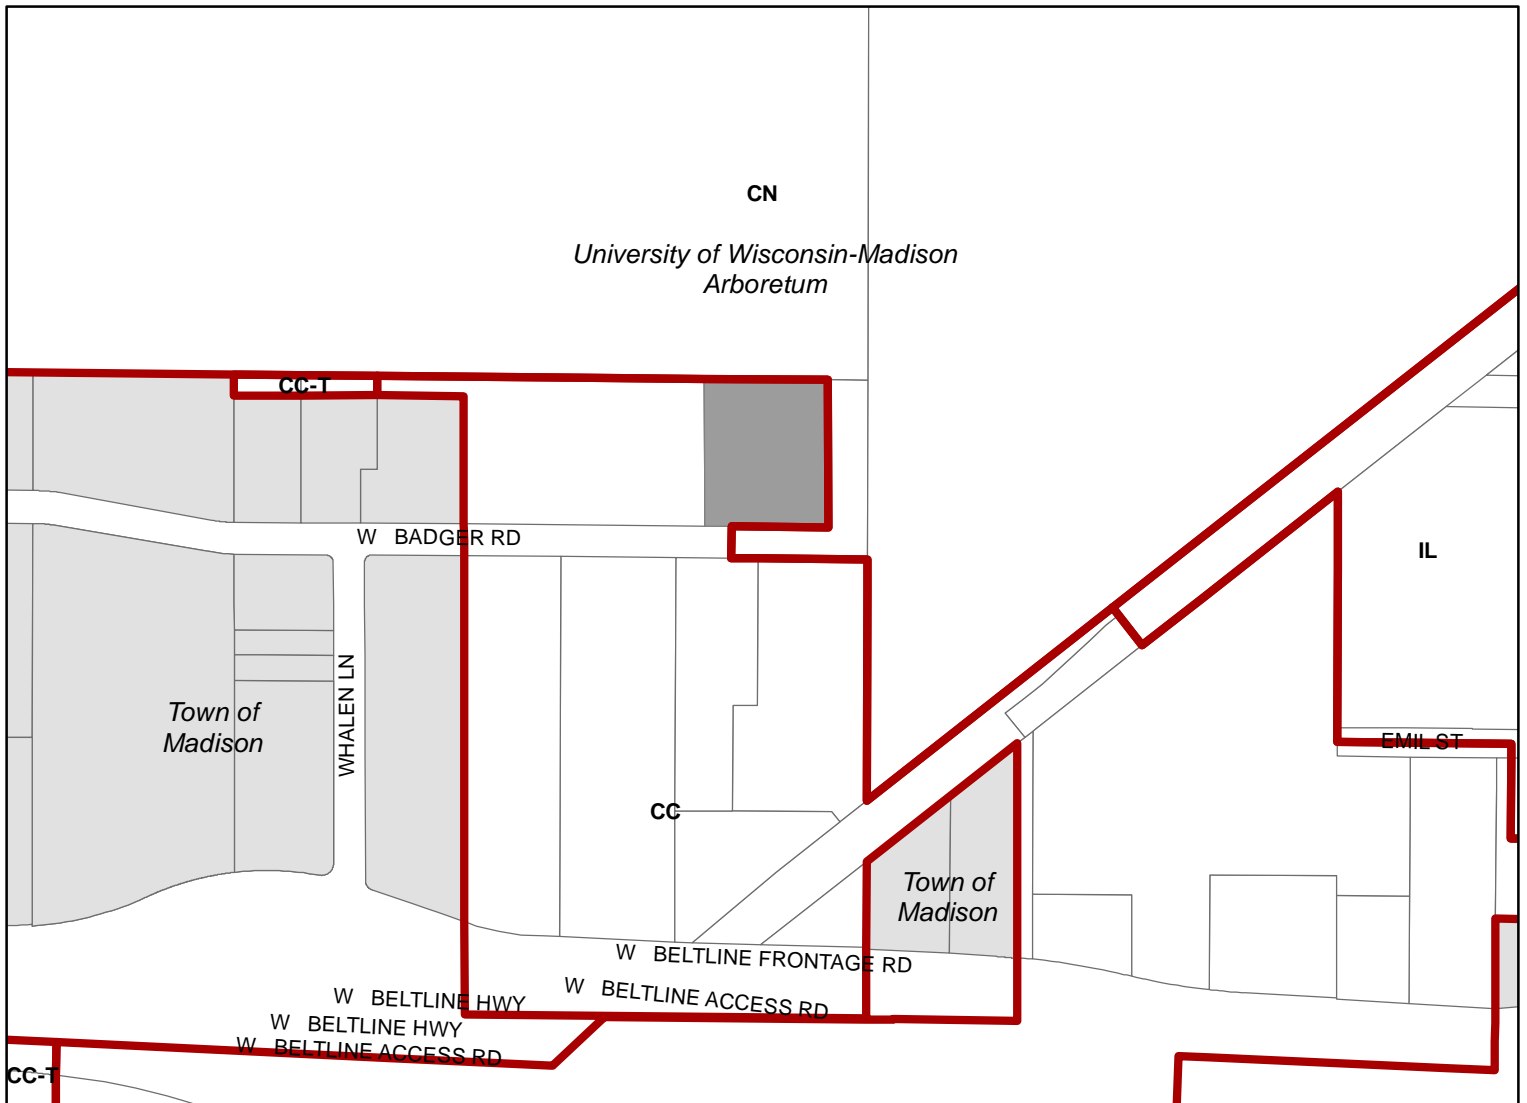 CN
University of Wisconsin-Madison
Arboretum
CC-T
W BADGER RD
IL
WHALEN LN
Town of
Madison
EMIL ST
CC
Town of
Madison
W BELTLINE FRONTAGE RD
W BELTLINE ACCESS RD
W BELTLINE HWY
W BELTLINE HWY
W BELTLINE ACCESS RD
CC-T